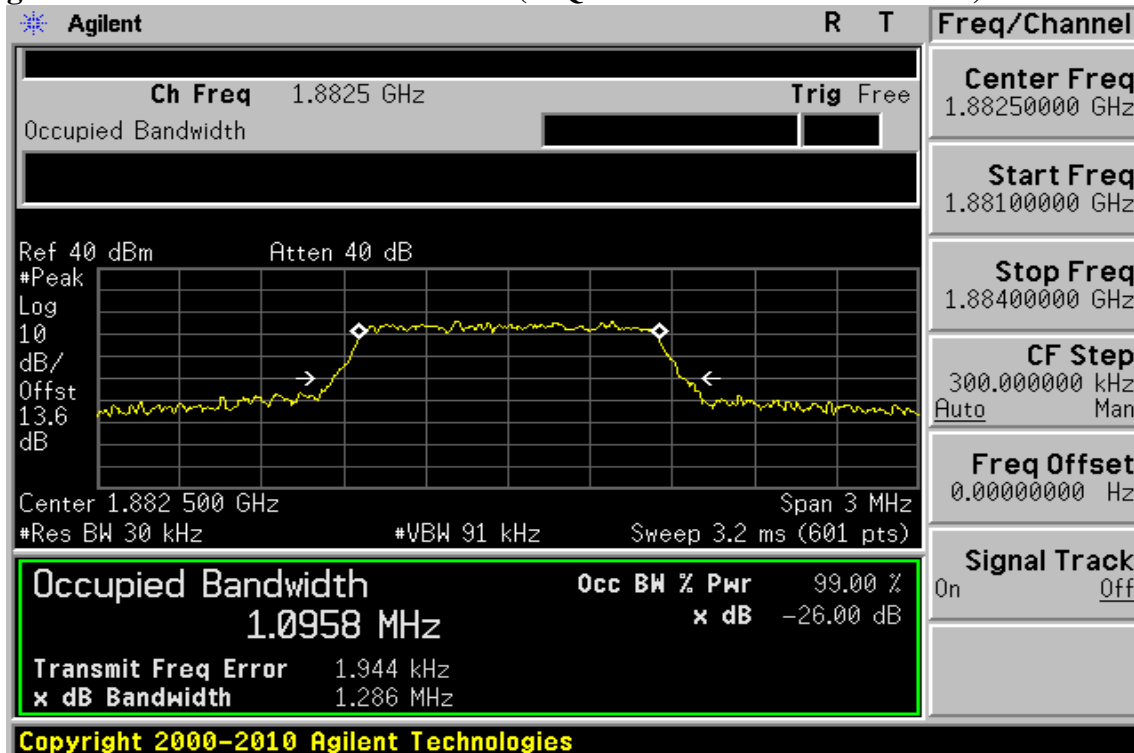 Agilent R T
Freq/Channel
Ch Freq 1.8825 GHz Trig Free
Occupied Bandwidth
Center Freq
1.88250000 GHz
Start Freq
1.88100000 GHz
Stop Freq
1.88400000 GHz
CF Step
300.000000 kHz
Auto Man
Freq Offset
0.00000000 Hz
Signal Track
On Off
Ref 40 dBm Atten 40 dB
#Peak
Log
10
dB/
Offst
13.6
dB
Center 1.882 500 GHz Span 3 MHz
#Res BW 30 kHz #VBW 91 kHz Sweep 3.2 ms (601 pts)
Occupied Bandwidth Occ BW % Pwr 99.00 %
1.0958 MHz x dB -26.00 dB
Transmit Freq Error 1.944 kHz
x dB Bandwidth 1.286 MHz
Copyright 2000-2010 Agilent Technologies